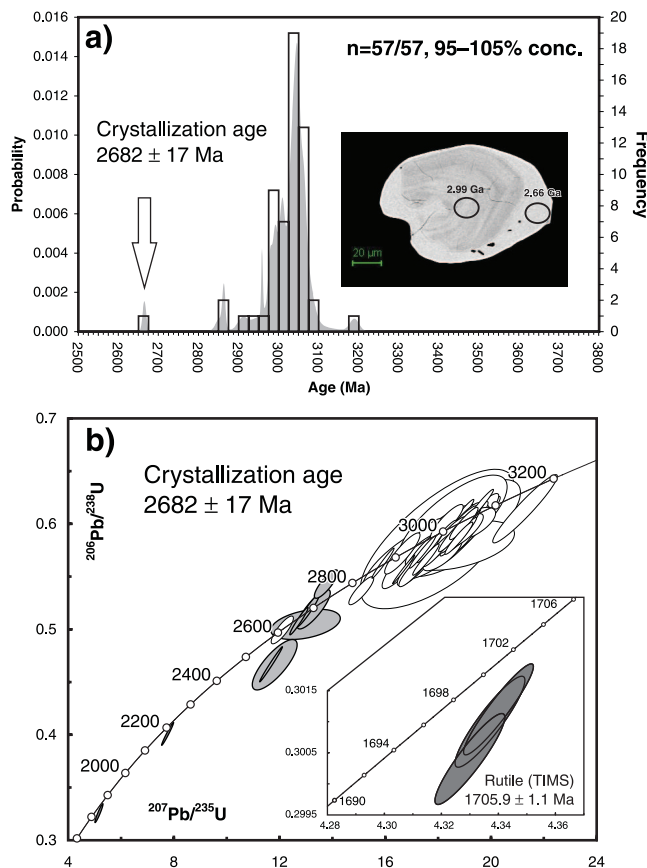 a)
n=57/57, 95–105% conc.
Crystallization age
2682 ± 17 Ma
Probability
Frequency
0.016
0.014
0.012
0.010
0.008
0.006
0.004
0.002
0.000
20
18
16
14
12
10
8
6
4
2
0
2.99 Ga
2.66 Ga
20 µm
2500 2600 2700 2800 2900 3000 3100 3200 3300 3400 3500 3600 3700 3800
Age (Ma)
b)
Crystallization age
2682 ± 17 Ma
206Pb/238U
0.7
0.6
0.5
0.4
0.3
3200
3000
2800
2600
2400
2200
2000
207Pb/235U
4 8 12 16 20 24
1706
1702
1698
1694
1690
0.3015
0.3005
0.2995
4.28 4.30 4.32 4.34 4.36
Rutile (TIMS)
1705.9 ± 1.1 Ma